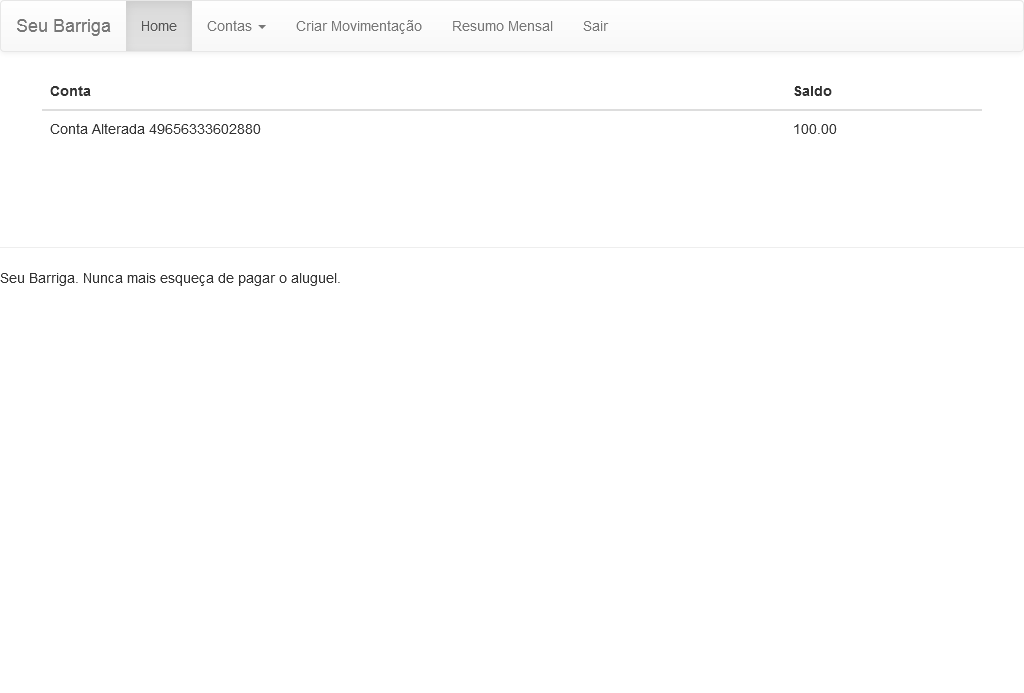 Seu Barriga Home Contas Criar Movimentação Resumo Mensal Sair
Conta Saldo
Conta Alterada 49656333602880 100.00
Seu Barriga. Nunca mais esqueça de pagar o aluguel.